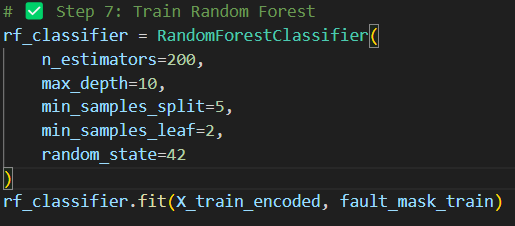 # ✅ Step 7: Train Random Forest
rf_classifier = RandomForestClassifier(
    n_estimators=200,
    max_depth=10,
    min_samples_split=5,
    min_samples_leaf=2,
    random_state=42
)
rf_classifier.fit(X_train_encoded, fault_mask_train)